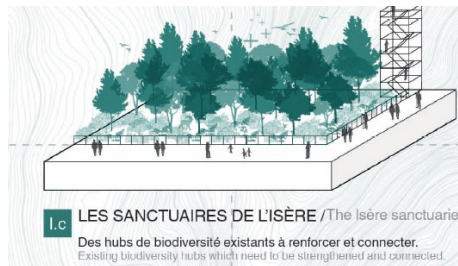 I.c LES SANCTUAIRES DE L'ISÈRE /The Isère sanctuarie
Des hubs de biodiversité existants à renforcer et connecter.
Existing biodiversity hubs which need to be strengthened and connected.